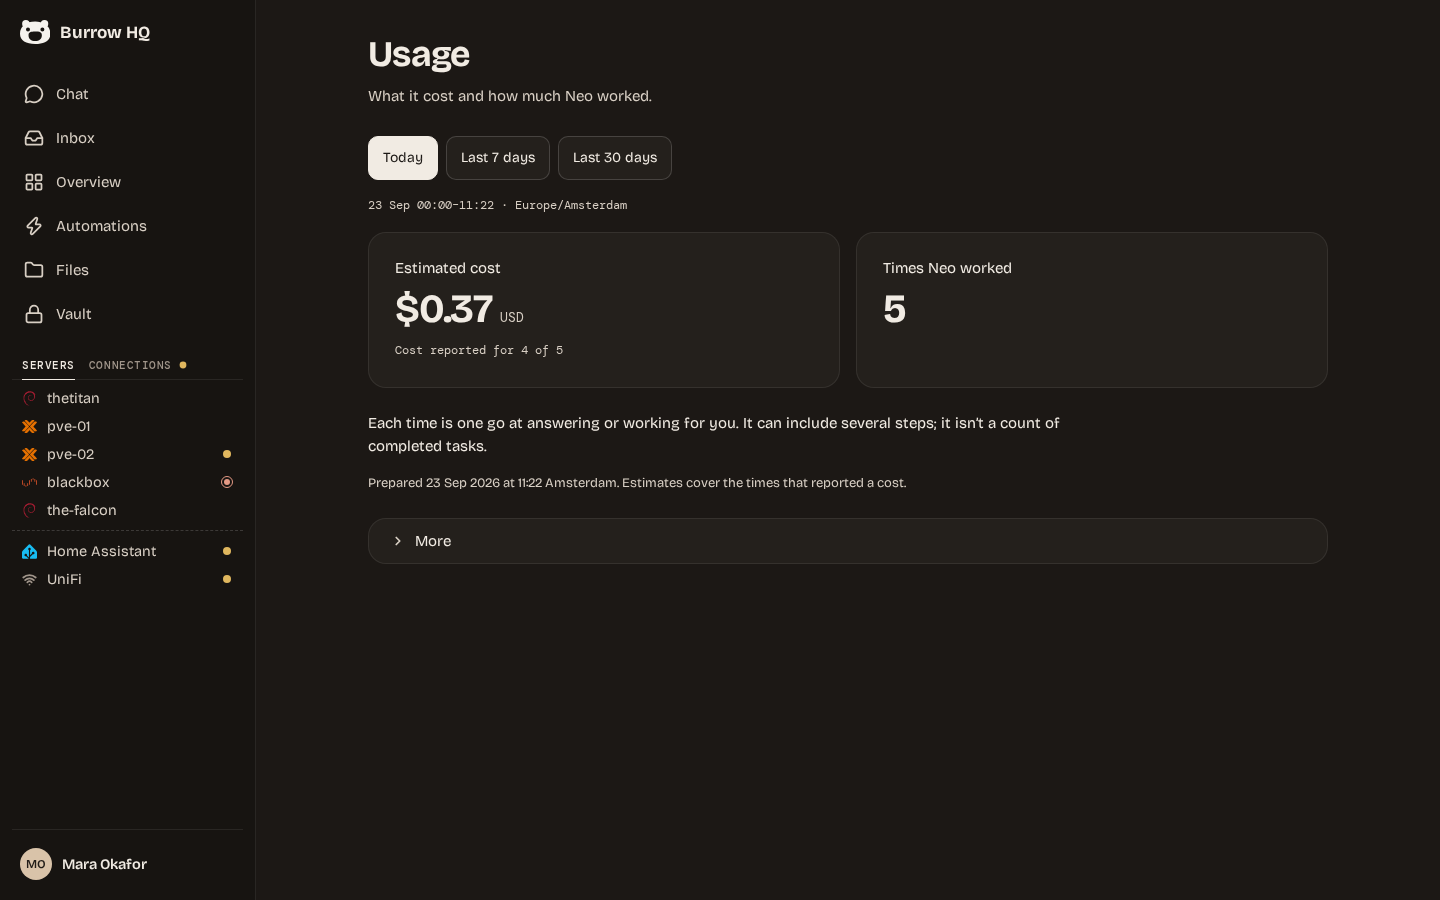 Burrow HQ
Chat
Inbox
Overview
Automations
Files
Vault
SERVERS CONNECTIONS
thetitan
pve-01
pve-02
blackbox
the-falcon
Home Assistant
UniFi
MO Mara Okafor
Usage
What it cost and how much Neo worked.
Today Last 7 days Last 30 days
23 Sep 00:00–11:22 · Europe/Amsterdam
Estimated cost
$0.37 USD
Cost reported for 4 of 5
Times Neo worked
5
Each time is one go at answering or working for you. It can include several steps; it isn't a count of
completed tasks.
Prepared 23 Sep 2026 at 11:22 Amsterdam. Estimates cover the times that reported a cost.
More